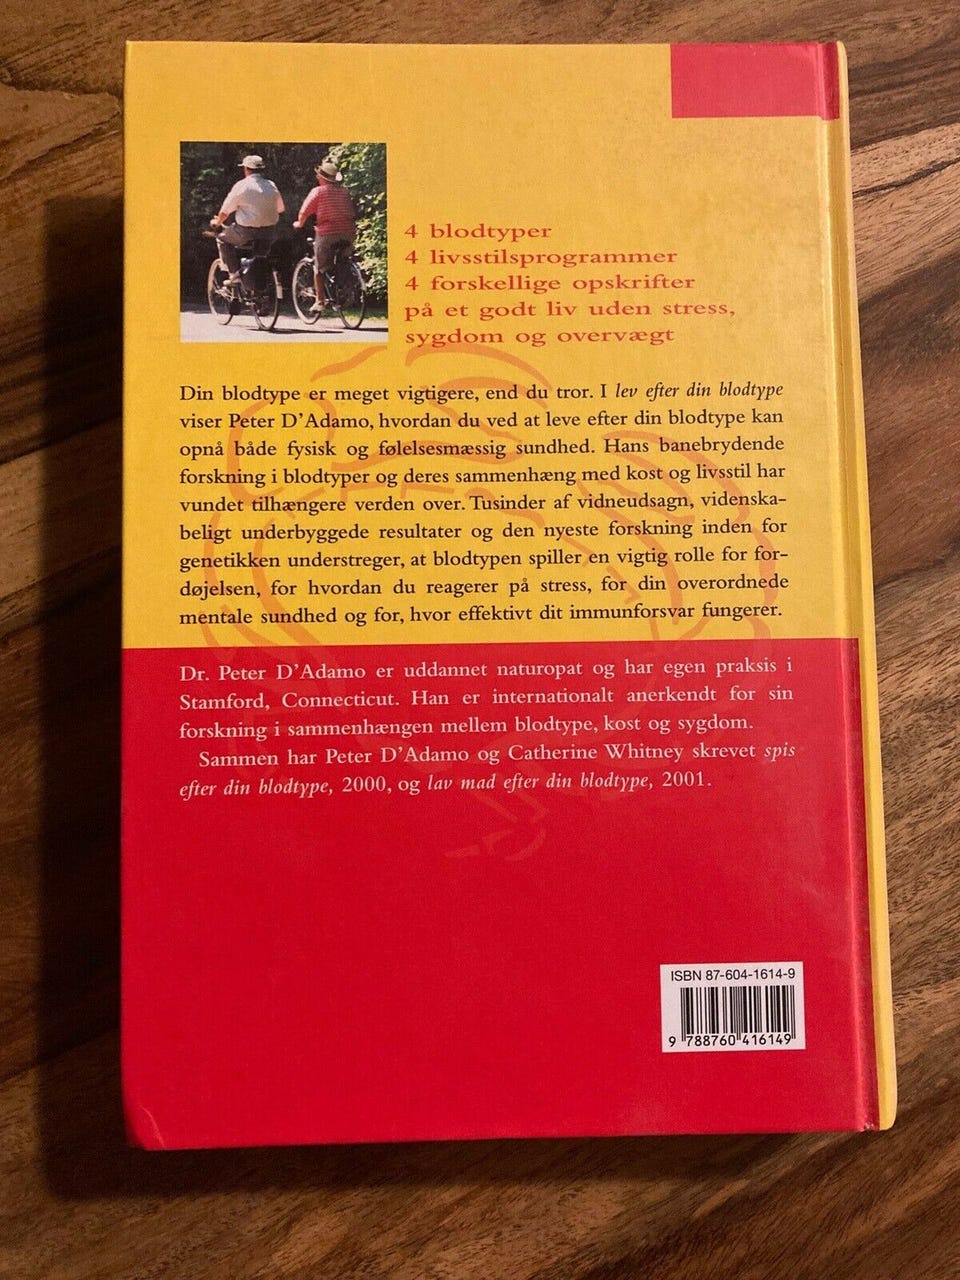 4 blodtyper
4 livsstilsprogrammer
4 forskellige opskrifter
på et godt liv uden stress,
sygdom og overvægt
Din blodtype er meget vigtigere, end du tror. I lev efter din blodtype
viser Peter D'Adamo, hvordan du ved at leve efter din blodtype kan
opnå både fysisk og følelsesmæssig sundhed. Hans banebrydende
forskning i blodtyper og deres sammenhæng med kost og livsstil har
vundet tilhængere verden over. Tusinder af vidneudsagn, videnska-
beligt underbyggede resultater og den nyeste forskning inden for
genetikken understreger, at blodtypen spiller en vigtig rolle for for-
døjelsen, for hvordan du reagerer på stress, for din overordnede
mentale sundhed og for, hvor effektivt dit immunforsvar fungerer.
Dr. Peter D'Adamo er uddannet naturopat og har egen praksis i
Stamford, Connecticut. Han er internationalt anerkendt for sin
forskning i sammenhængen mellem blodtype, kost og sygdom.
Sammen har Peter D'Adamo og Catherine Whitney skrevet spis
efter din blodtype, 2000, og lav mad efter din blodtype, 2001.
ISBN 87-604-1614-9
9 788760 416149